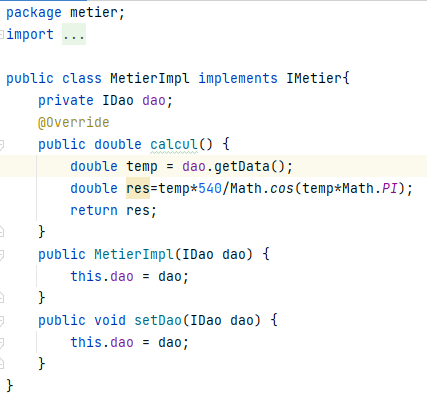 package metier;
import ...
public class MetierImpl implements IMetier{
    private IDao dao;
    @Override
    public double calcul() {
        double temp = dao.getData();
        double res=temp*540/Math.cos(temp*Math.PI);
        return res;
    }
    public MetierImpl(IDao dao) {
        this.dao = dao;
    }
    public void setDao(IDao dao) {
        this.dao = dao;
    }
}